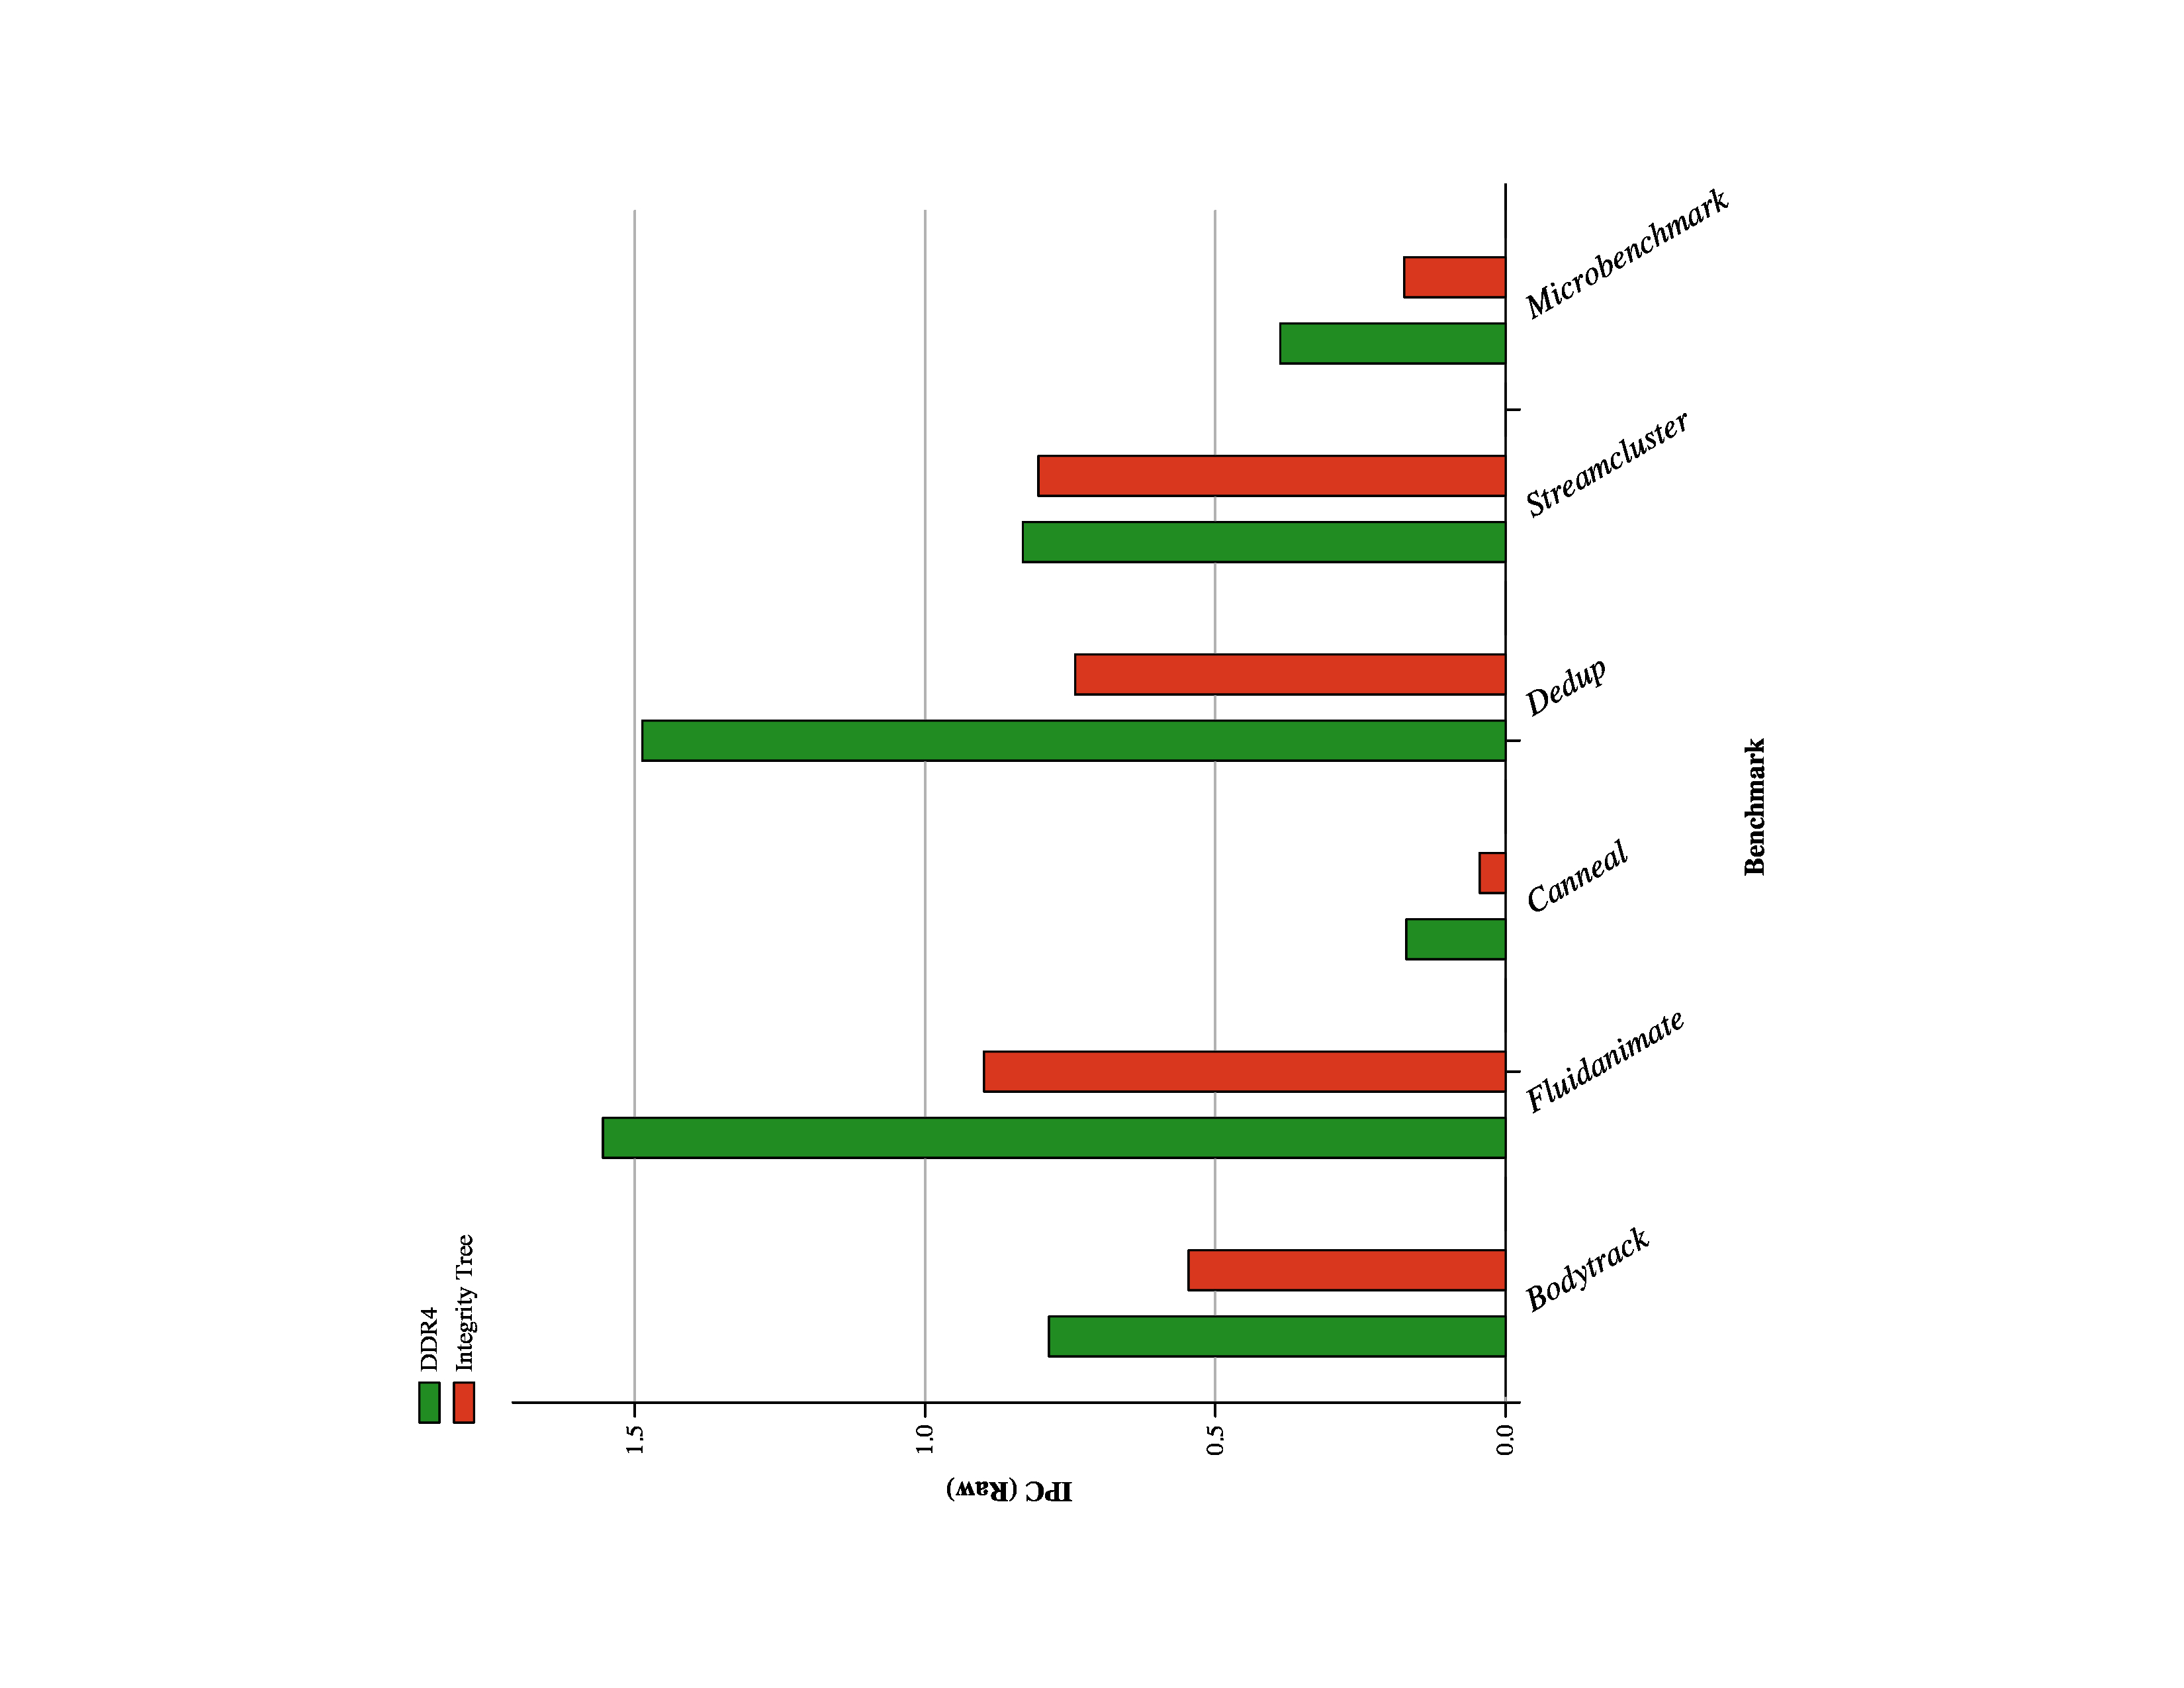 DDR4
Integrity Tree
IPC (Raw)
1.5
1.0
0.5
0.0
Bodytrack
Fluidanimate
Canneal
Dedup
Streamcluster
Microbenchmark
Benchmark